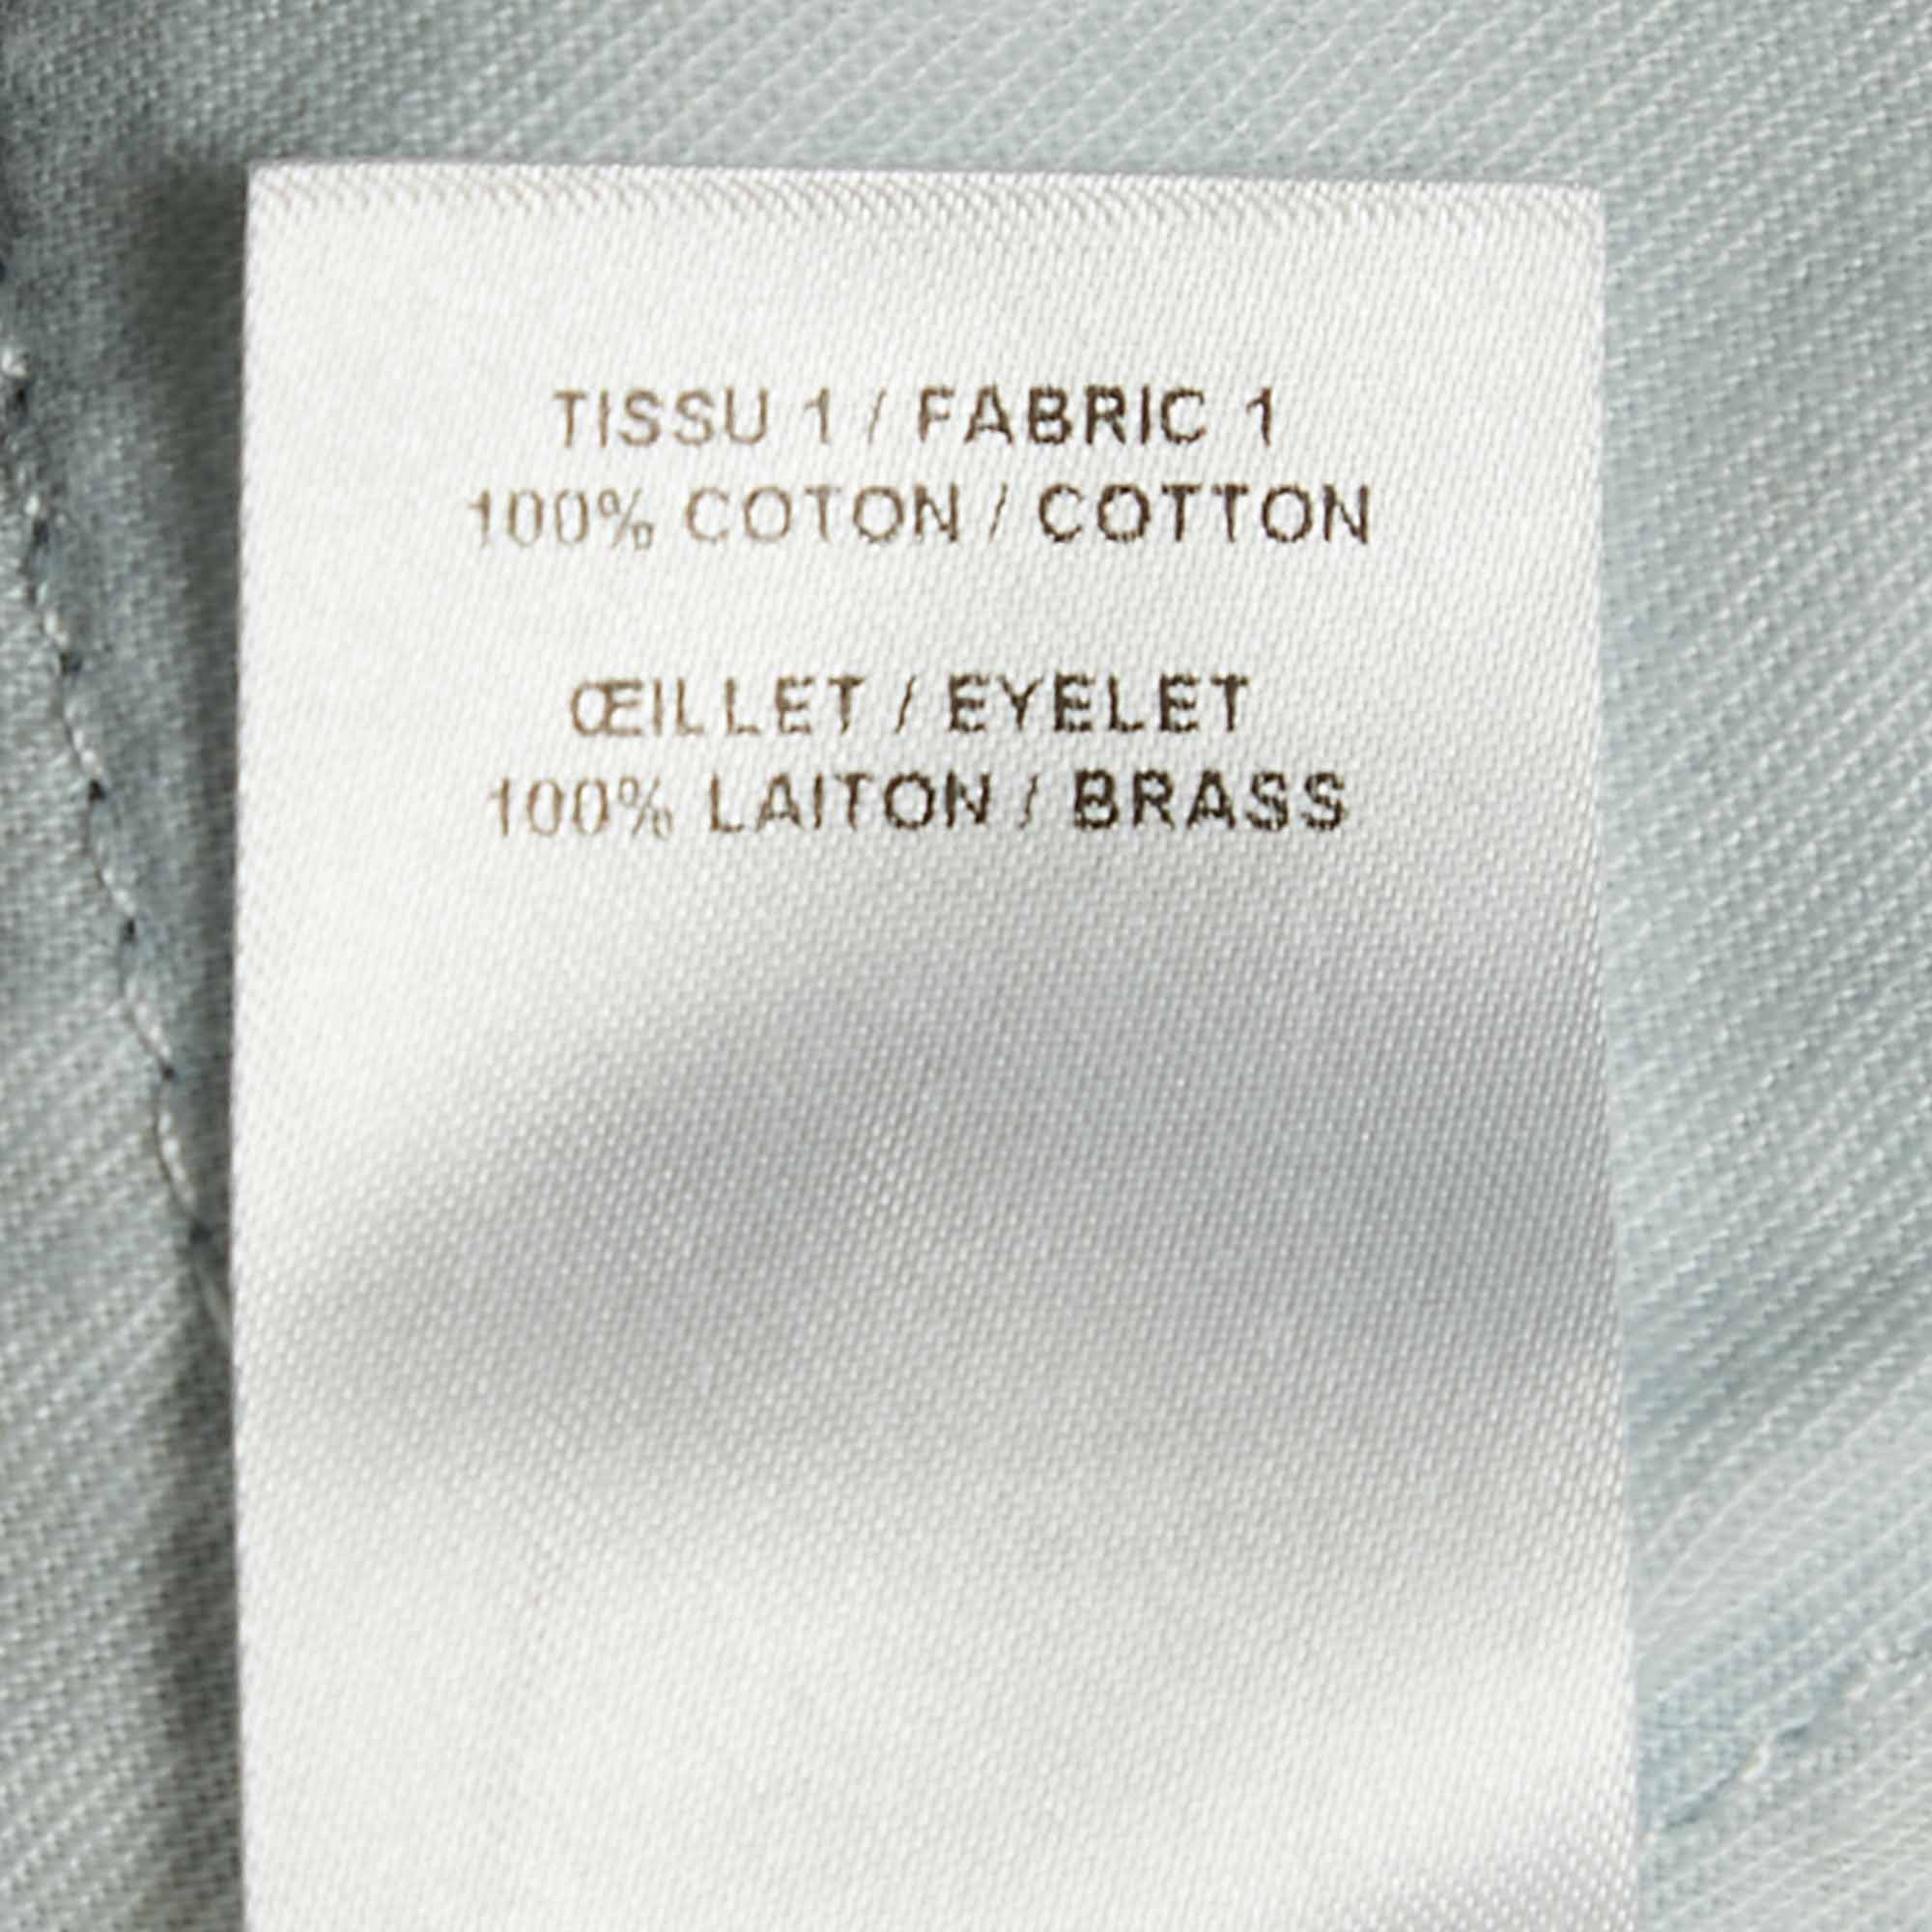 TISSU 1 / FABRIC 1
100% COTON / COTTON
ŒILLET / EYELET
100% LAITON / BRASS